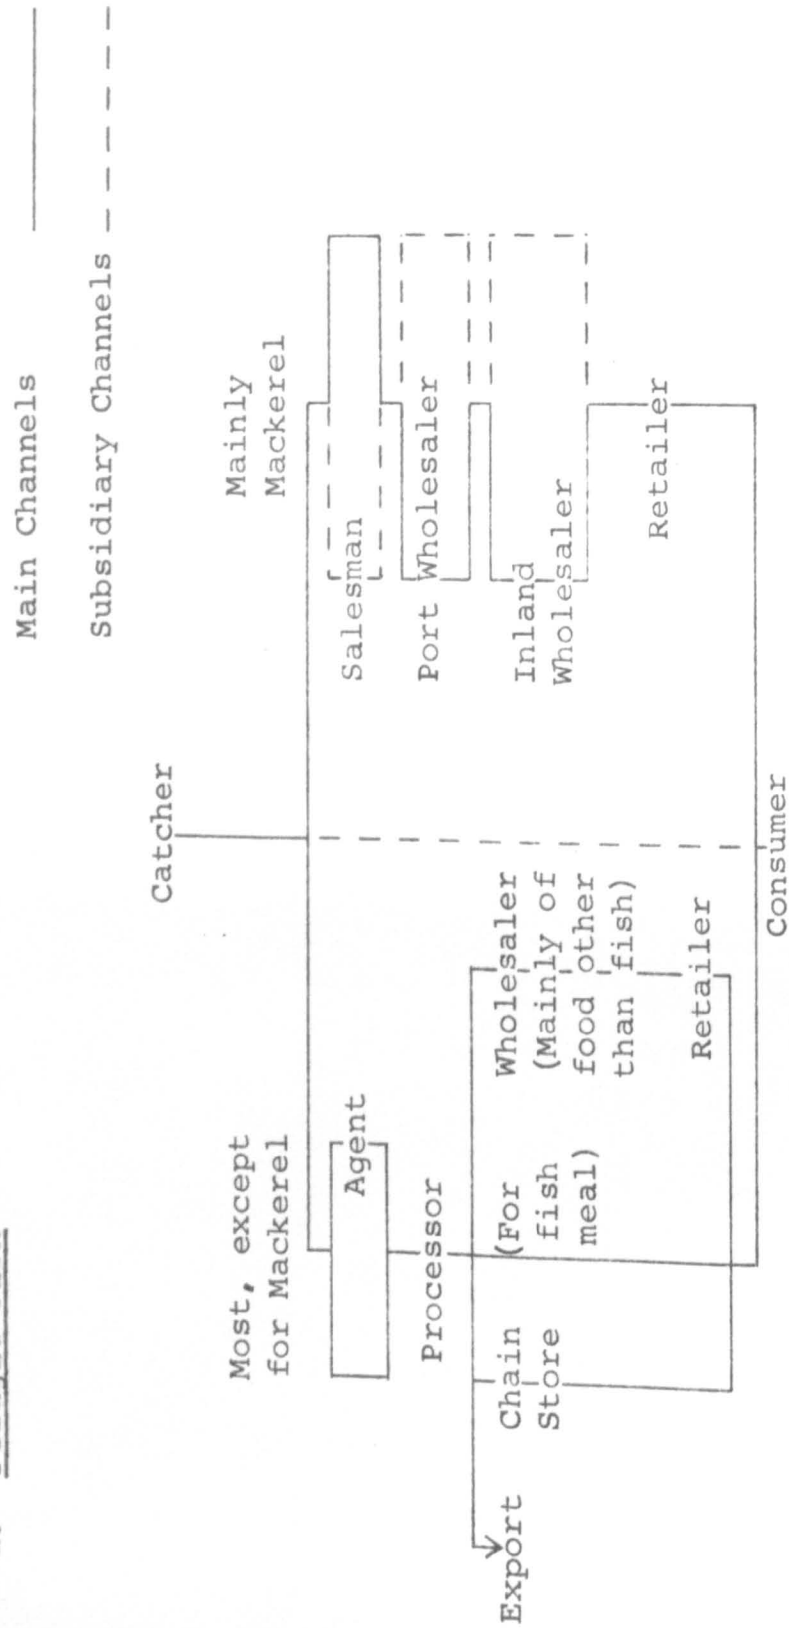 Main Channels
Subsidiary Channels
Catcher
Most, except
for Mackerel
Mainly
Mackerel
Agent
Salesman
Processor
Port Wholesaler
Export
Chain
Store
(For
fish
meal)
Wholesaler
(Mainly of
food other
than fish)
Inland
Wholesaler
Retailer
Retailer
Consumer